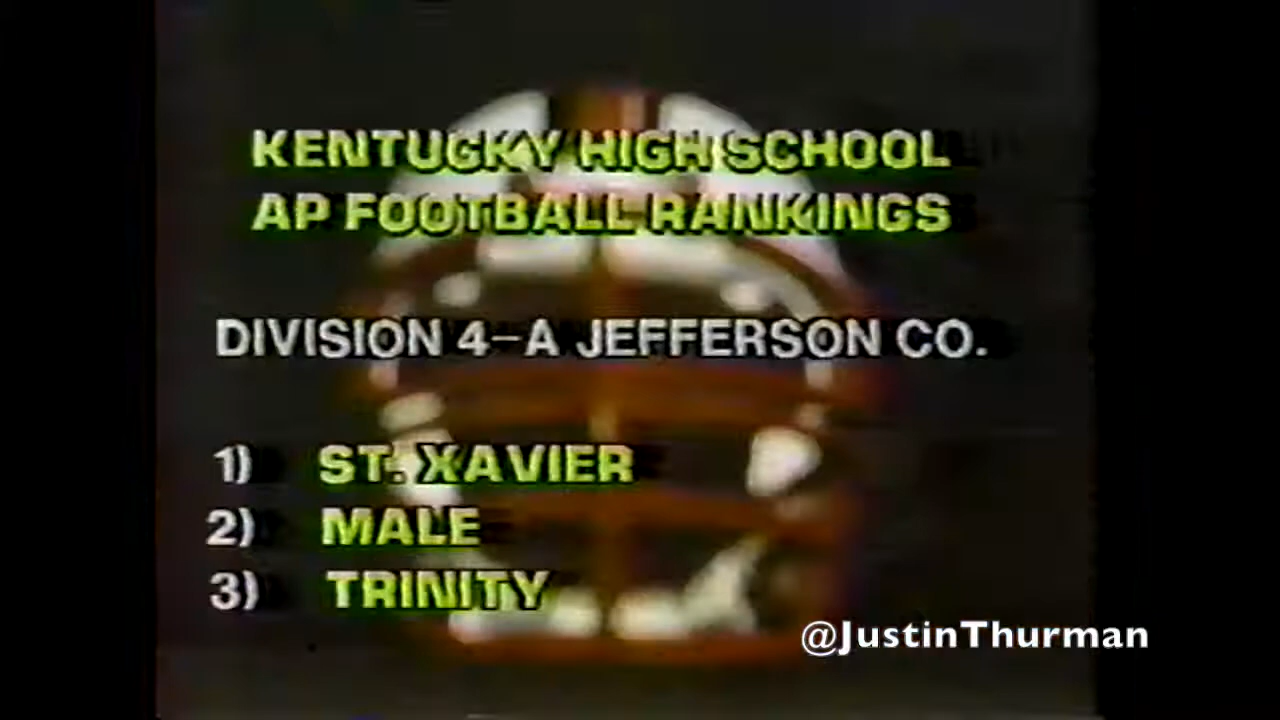 KENTUCKY HIGH SCHOOL
AP FOOTBALL RANKINGS
DIVISION 4-A JEFFERSON CO.
1) ST. XAVIER
2) MALE
3) TRINITY
@JustinThurman